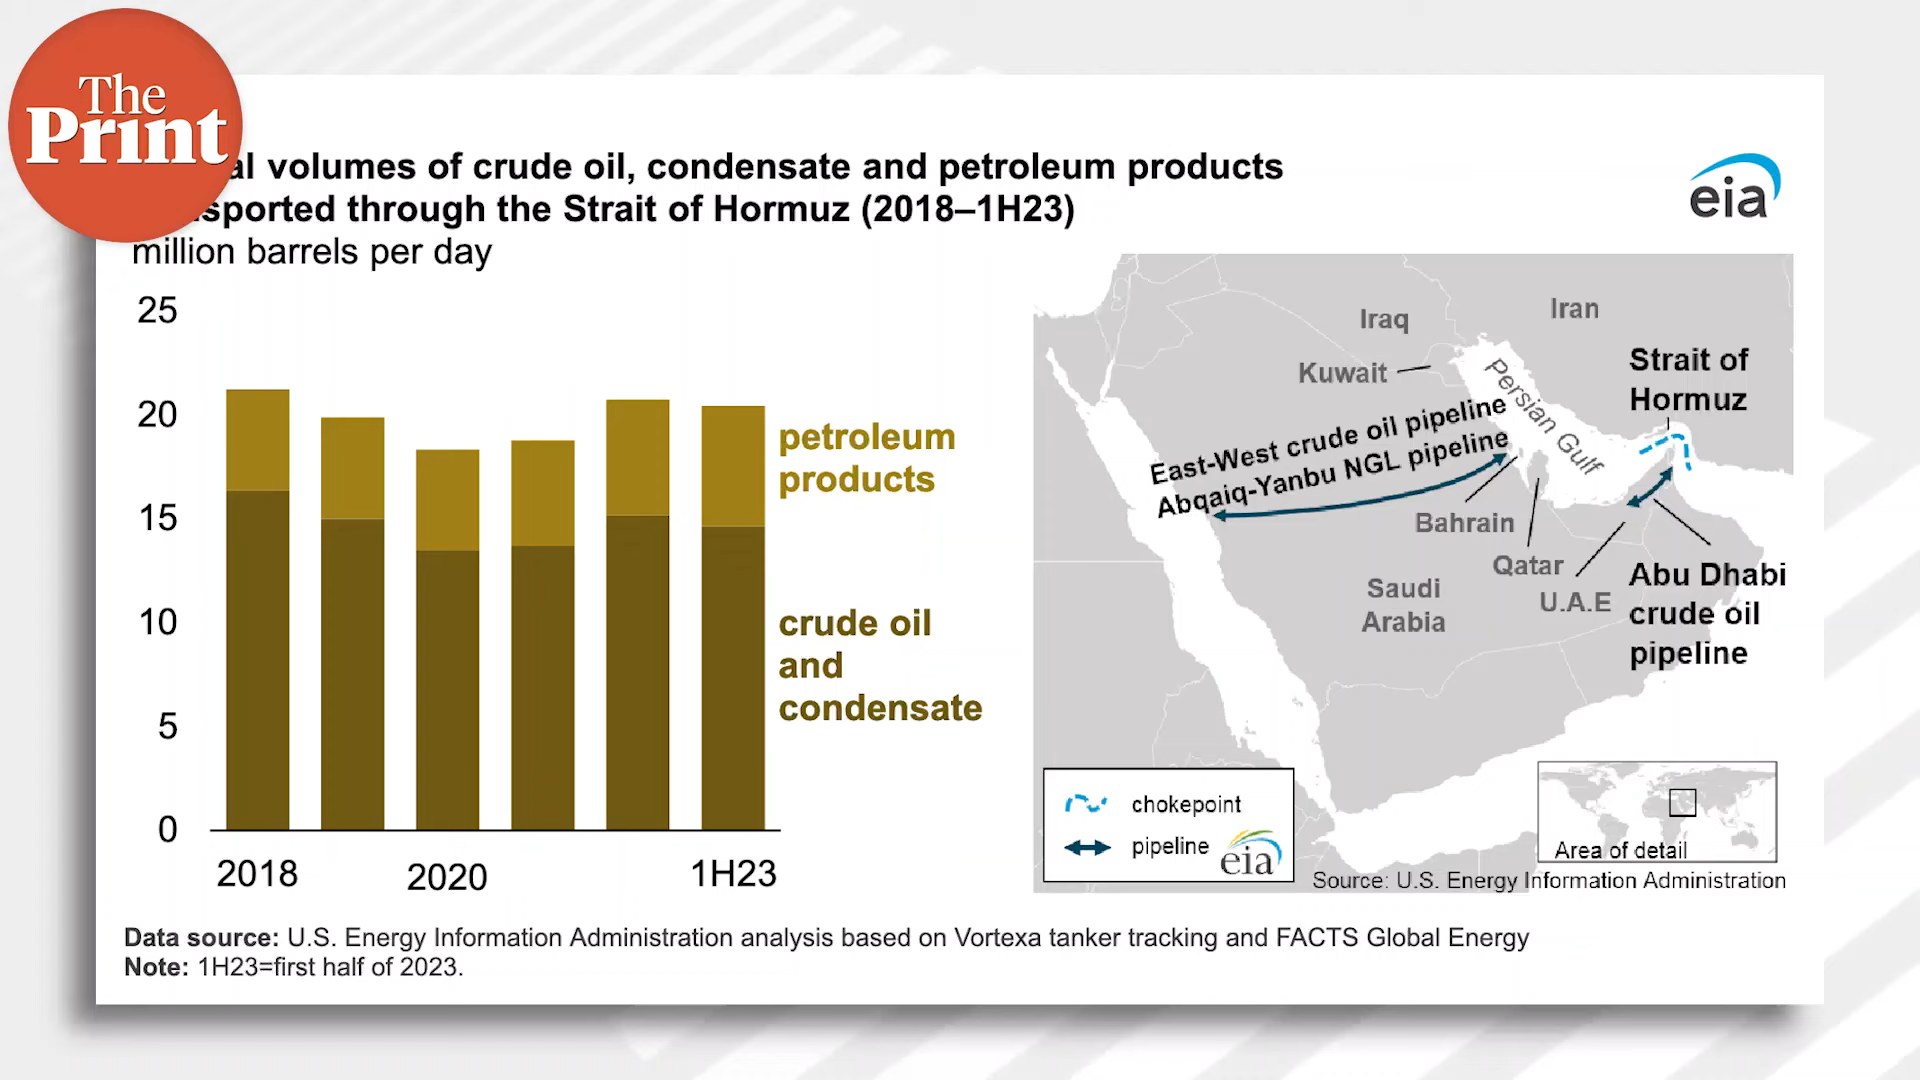 The
Print
al volumes of crude oil, condensate and petroleum products
sported through the Strait of Hormuz (2018–1H23)
million barrels per day
eia
25
20
15
10
5
0
2018
2020
1H23
petroleum
products
crude oil
and
condensate
Iraq
Iran
Kuwait
Persian Gulf
Strait of
Hormuz
East-West crude oil pipeline
Abqaiq-Yanbu NGL pipeline
Bahrain
Qatar
U.A.E
Saudi
Arabia
Abu Dhabi
crude oil
pipeline
chokepoint
pipeline
eia
Area of detail
Source: U.S. Energy Information Administration
Data source: U.S. Energy Information Administration analysis based on Vortexa tanker tracking and FACTS Global Energy
Note: 1H23=first half of 2023.